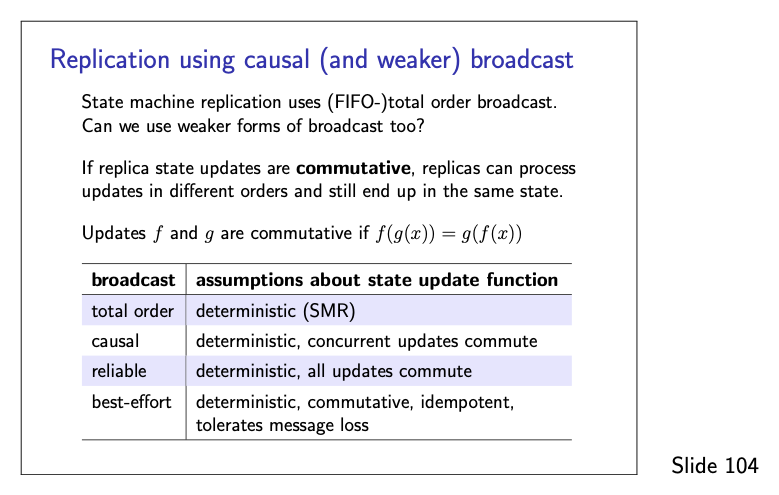 Replication using causal (and weaker) broadcast
State machine replication uses (FIFO-)total order broadcast.
Can we use weaker forms of broadcast too?
If replica state updates are commutative, replicas can process
updates in different orders and still end up in the same state.
Updates f and g are commutative if f(g(x)) = g(f(x))
broadcast assumptions about state update function
total order deterministic (SMR)
causal deterministic, concurrent updates commute
reliable deterministic, all updates commute
best-effort deterministic, commutative, idempotent,
tolerates message loss
Slide 104